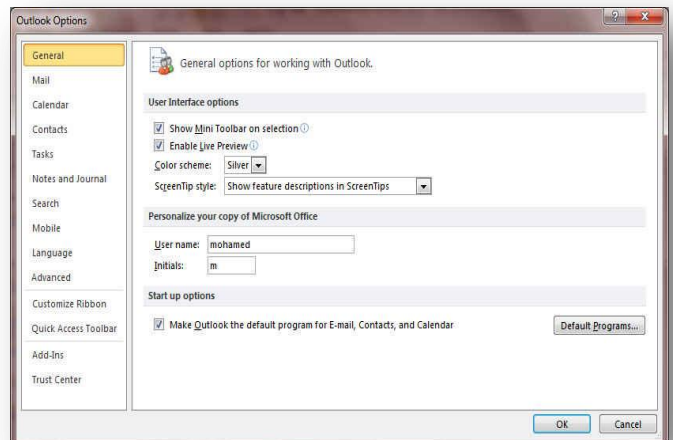 Outlook Options
General
Mail
Calendar
Contacts
Tasks
Notes and Journal
Search
Mobile
Language
Advanced
Customize Ribbon
Quick Access Toolbar
Add-Ins
Trust Center
General options for working with Outlook.
User Interface options
Show Mini Toolbar on selection
Enable Live Preview
Color scheme: Silver
ScreenTip style: Show feature descriptions in ScreenTips
Personalize your copy of Microsoft Office
User name: mohamed
Initials: m
Start up options
Make Outlook the default program for E-mail, Contacts, and Calendar Default Programs...
OK Cancel